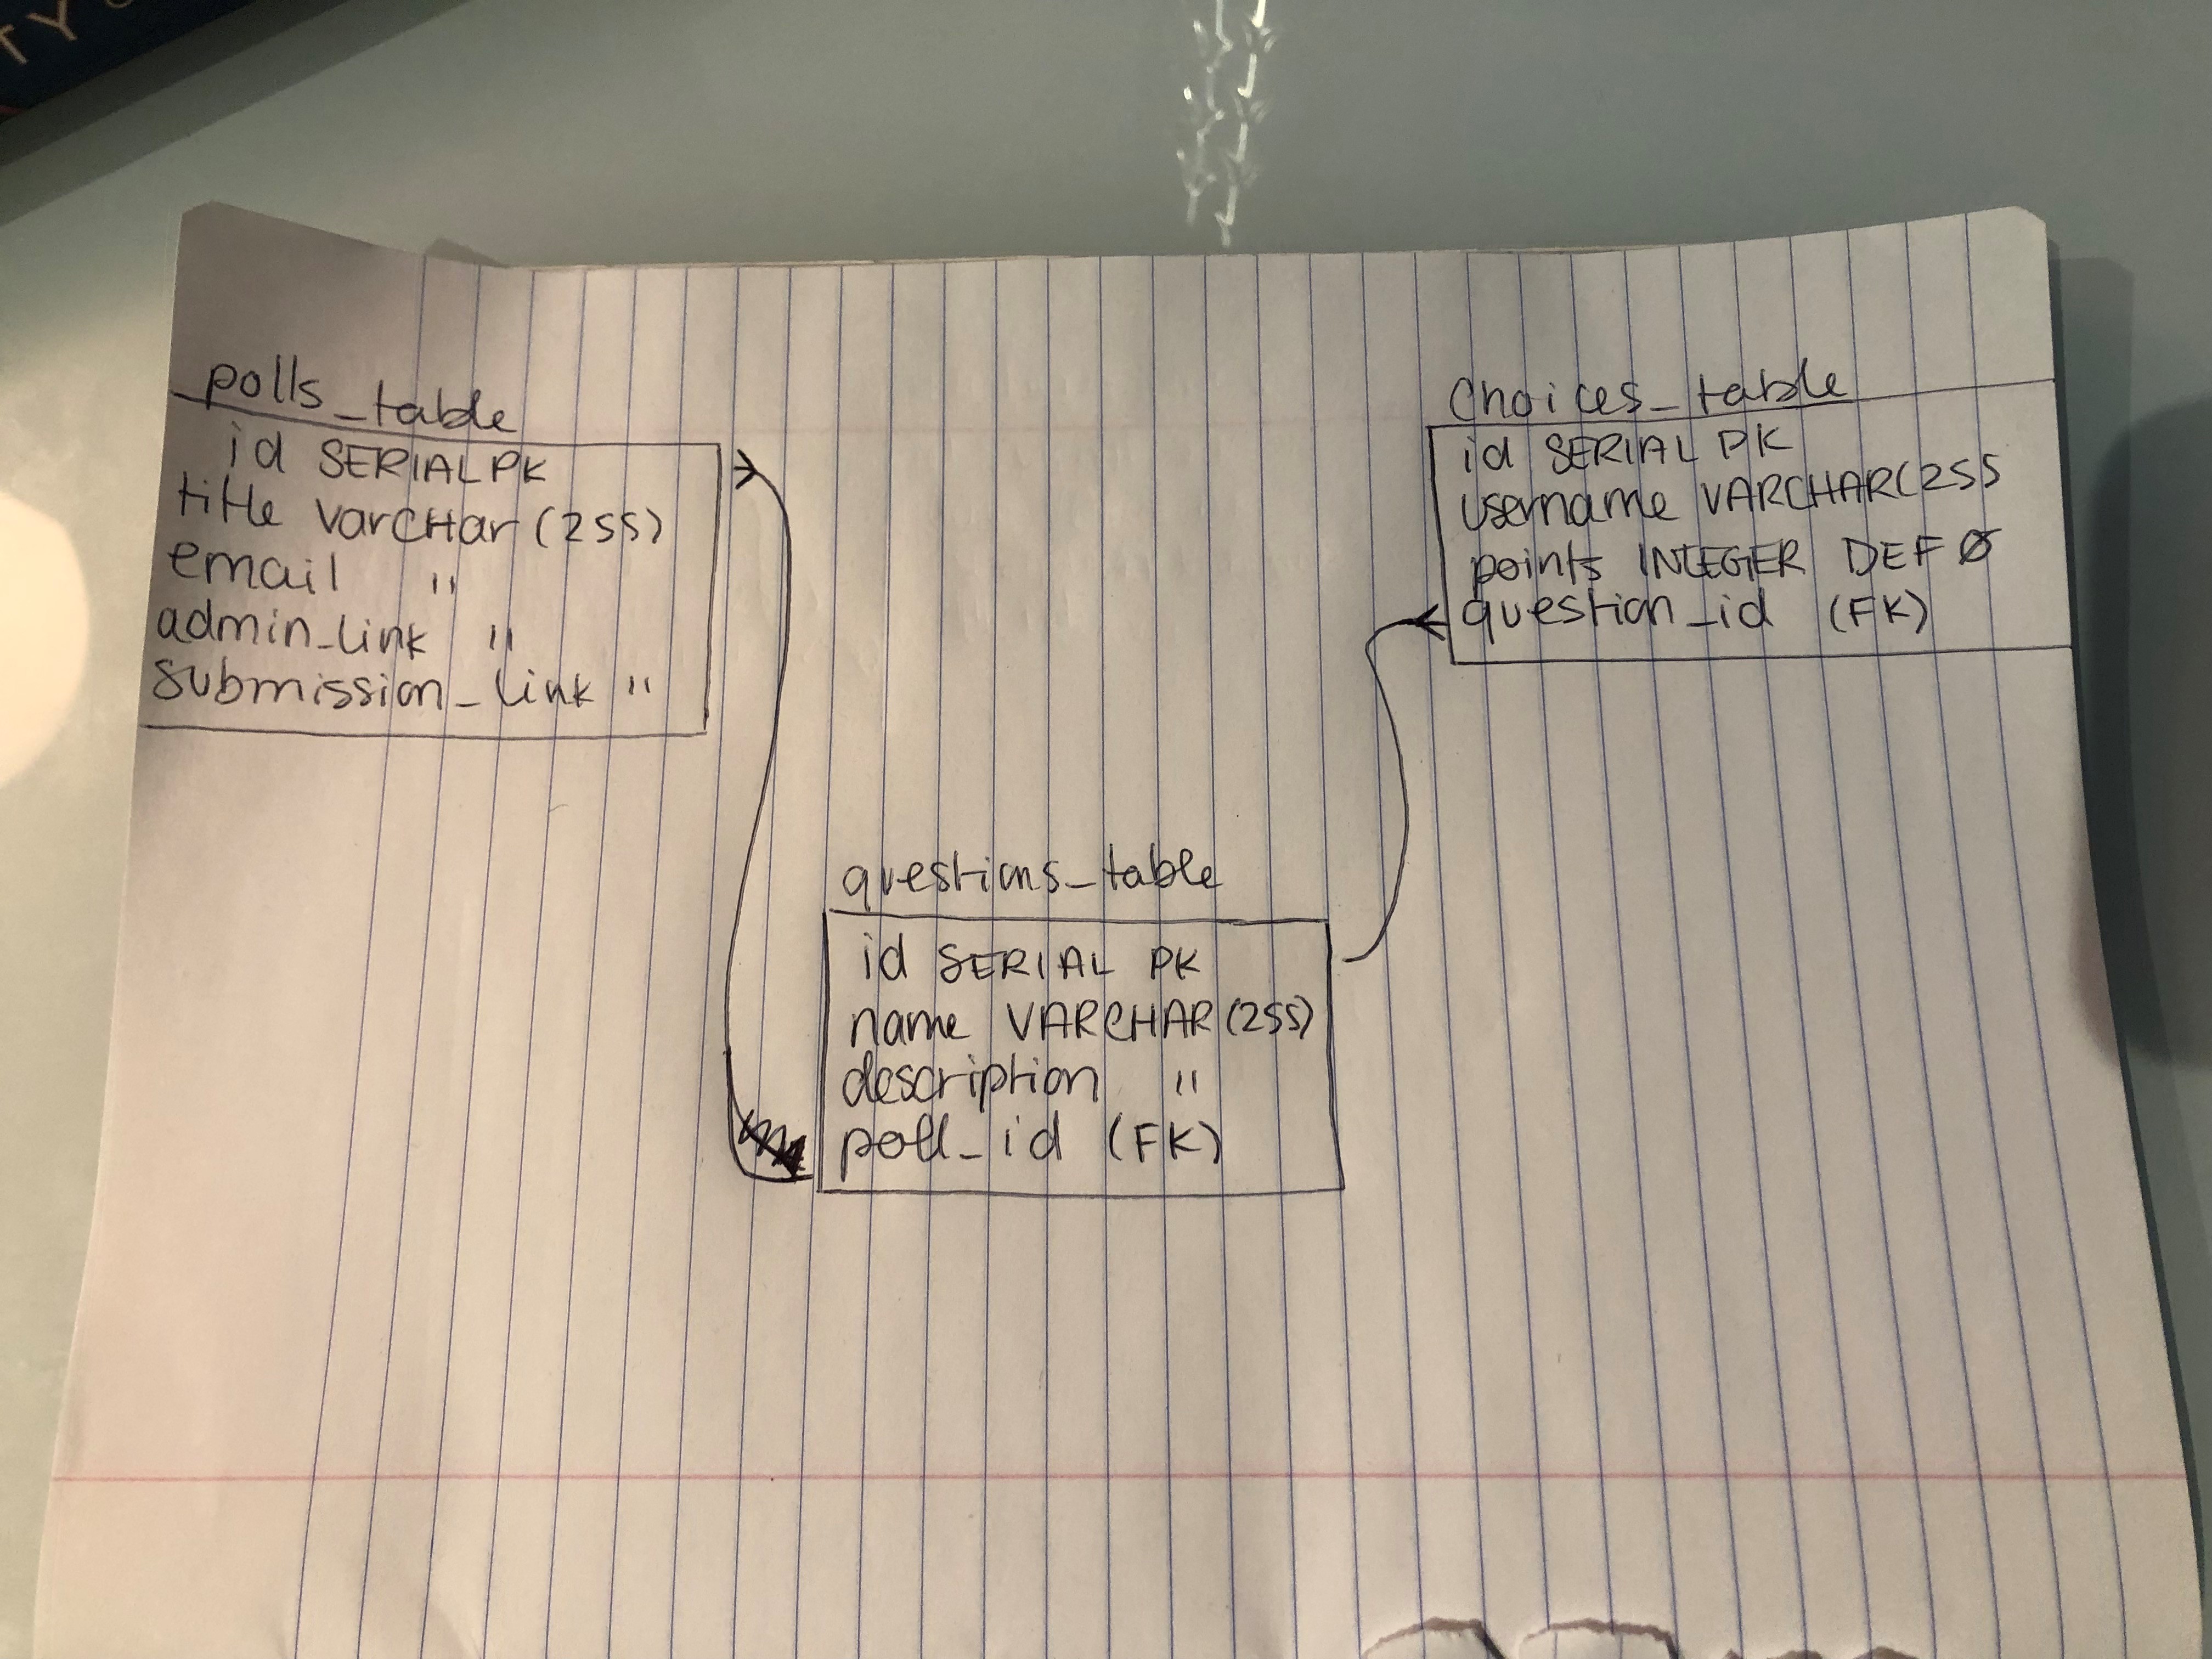 TY
polls_table
id SERIAL PK
title VarCHar (255)
email "
admin_link "
submission_link "
Choices_table
id SERIAL PK
username VARCHAR(255
points INTEGER DEF Ø
question_id (FK)
questions_table
id SERIAL PK
name VARCHAR (255)
description "
poll_id (FK)